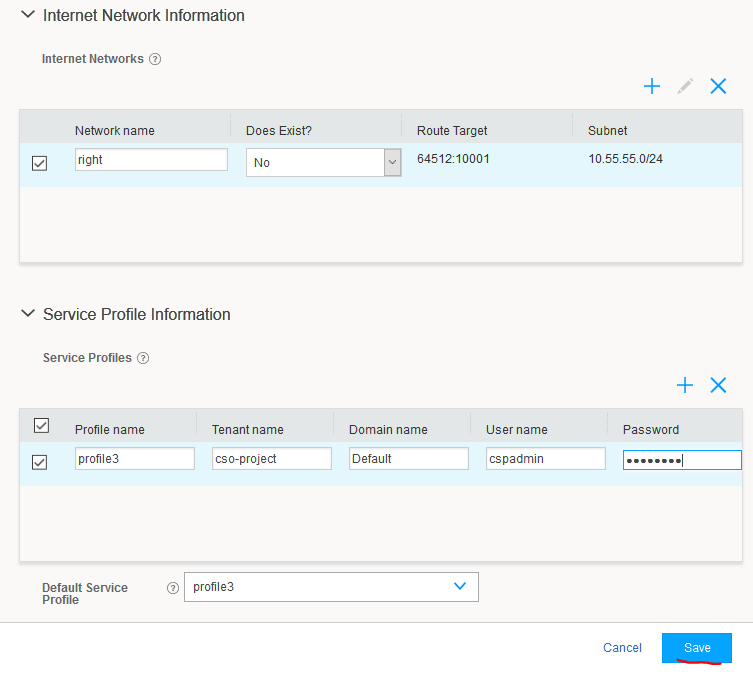 Internet Network Information
Internet Networks ?
Network name Does Exist? Route Target Subnet
right No 64512:10001 10.55.55.0/24
Service Profile Information
Service Profiles ?
Profile name Tenant name Domain name User name Password
profile3 cso-project Default cspadmin ••••••••
Default Service
Profile ? profile3
Cancel Save